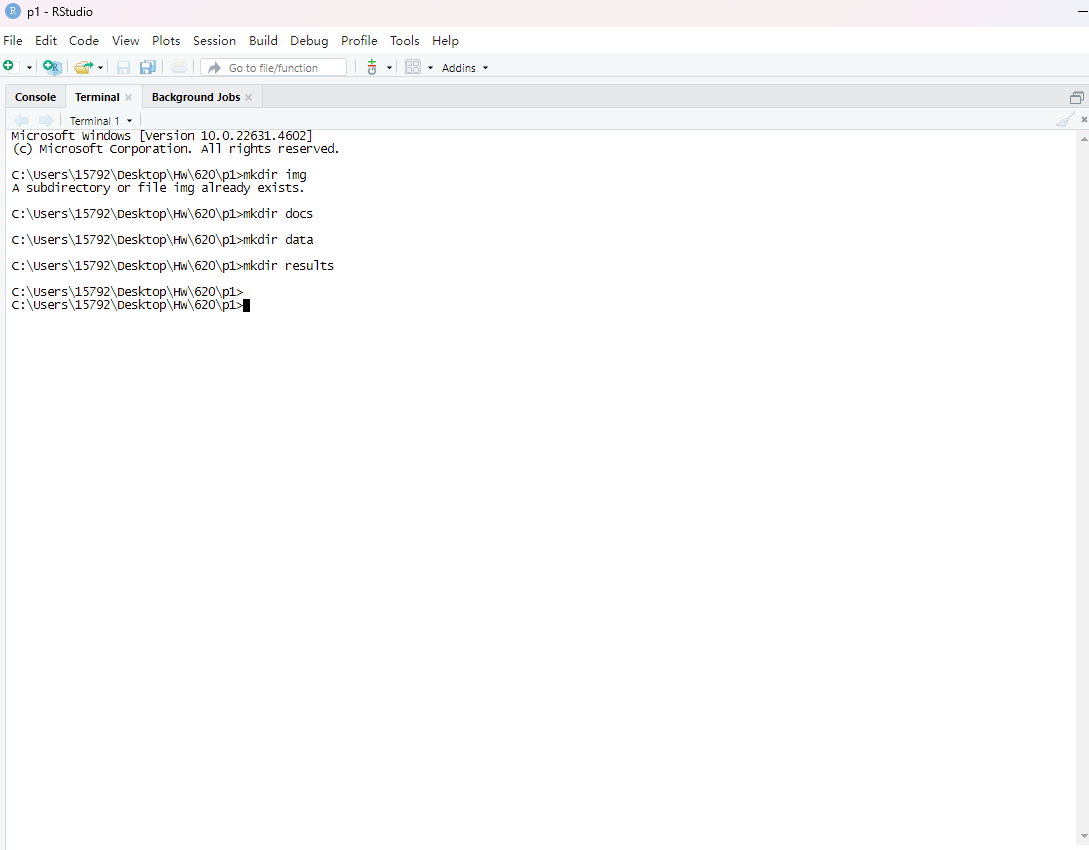 p1 - RStudio
File Edit Code View Plots Session Build Debug Profile Tools Help
Go to file/function Addins
Console Terminal Background Jobs
Terminal 1
Microsoft Windows [Version 10.0.22631.4602]
(c) Microsoft Corporation. All rights reserved.
C:\Users\15792\Desktop\HW\620\p1>mkdir img
A subdirectory or file img already exists.
C:\Users\15792\Desktop\HW\620\p1>mkdir docs
C:\Users\15792\Desktop\HW\620\p1>mkdir data
C:\Users\15792\Desktop\HW\620\p1>mkdir results
C:\Users\15792\Desktop\HW\620\p1>
C:\Users\15792\Desktop\HW\620\p1>